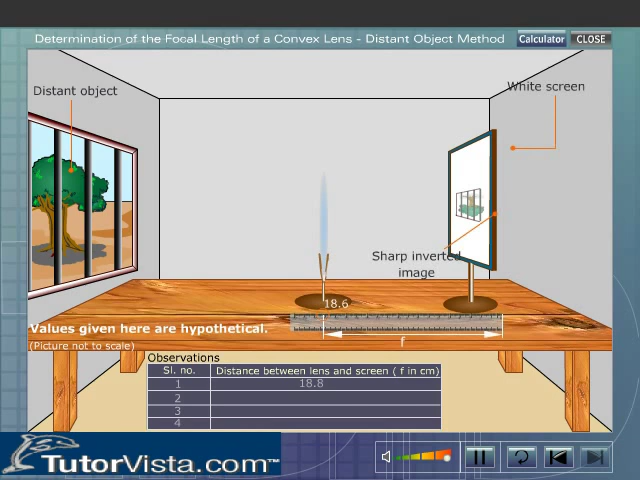 Determination of the Focal Length of a Convex Lens - Distant Object Method
Calculator
CLOSE
Distant object
White screen
Sharp inverted
image
18.6
f
Values given here are hypothetical.
(Picture not to scale)
Observations
Sl. no. Distance between lens and screen ( f in cm)
1 18.8
2
3
4
TutorVista.com™